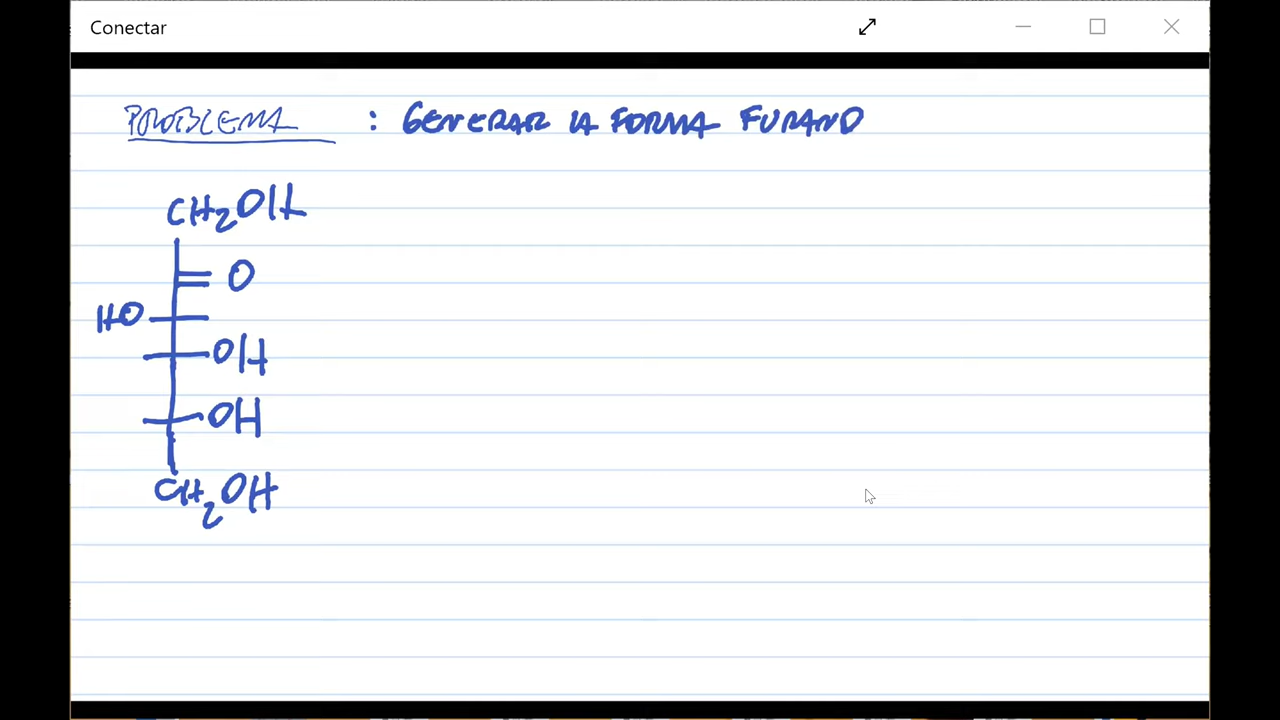 Conectar
PROBLEMA : GENERAR LA FORMA FURANO
CH2OH
O
HO
OH
OH
CH2OH